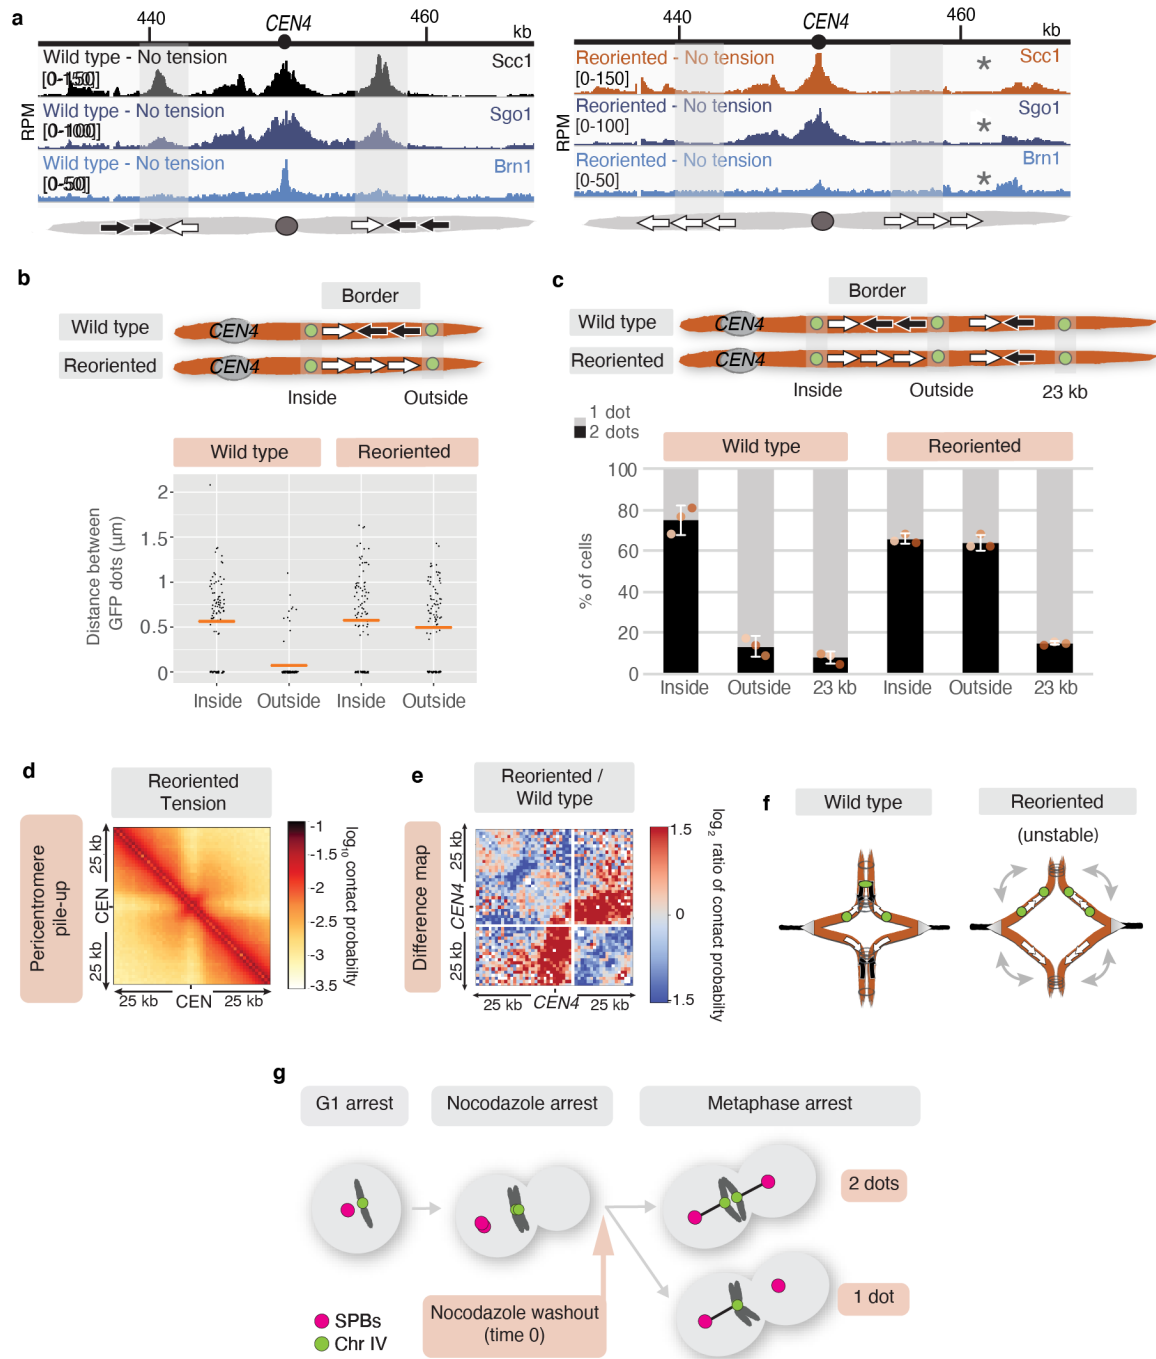 a
440
CEN4
460
kb
Wild type - No tension
Scc1
[0-150]
Wild type - No tension
Sgo1
[0-100]
Wild type - No tension
Brn1
[0-50]
RPM
440
CEN4
460
kb
Reoriented - No tension
Scc1
[0-150]
*
Reoriented - No tension
Sgo1
[0-100]
*
Reoriented - No tension
Brn1
[0-50]
*
RPM
b
Border
Wild type
CEN4
Reoriented
CEN4
Inside
Outside
Wild type
Reoriented
Distance between
GFP dots (μm)
2
1.5
1
0.5
0
Inside
Outside
Inside
Outside
c
Border
Wild type
CEN4
Reoriented
CEN4
Inside
Outside
23 kb
1 dot
2 dots
Wild type
Reoriented
% of cells
100
80
60
40
20
0
Inside
Outside
23 kb
Inside
Outside
23 kb
d
Reoriented
Tension
Pericentromere
pile-up
25 kb
CEN
25 kb
25 kb
CEN
25 kb
-1
-1.5
-2
-2.5
-3
-3.5
log10 contact probabilty
e
Reoriented /
Wild type
Difference map
25 kb
CEN4
25 kb
25 kb
CEN4
25 kb
1.5
0
-1.5
log2 ratio of contact probabilty
f
Wild type
Reoriented
(unstable)
g
G1 arrest
Nocodazole arrest
Metaphase arrest
2 dots
1 dot
Nocodazole washout
(time 0)
SPBs
Chr IV